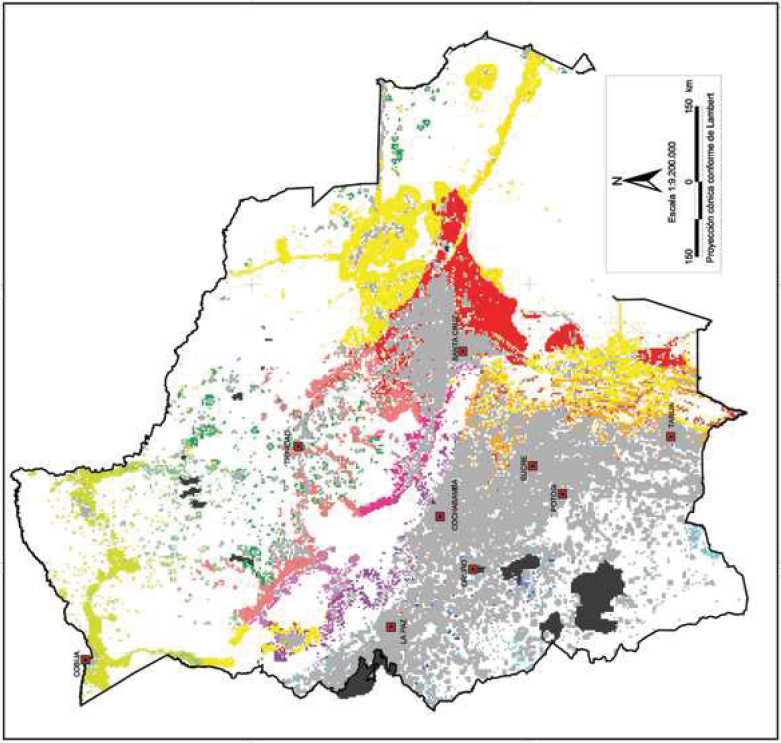 COBIJA
TRINIDAD
LA PAZ
COCHABAMBA
SANTA CRUZ
ORURO
SUCRE
POTOSI
TARIJA
N
Escala 1:9.200.000
150 0 150 km
Proyección cónica conforme de Lambert